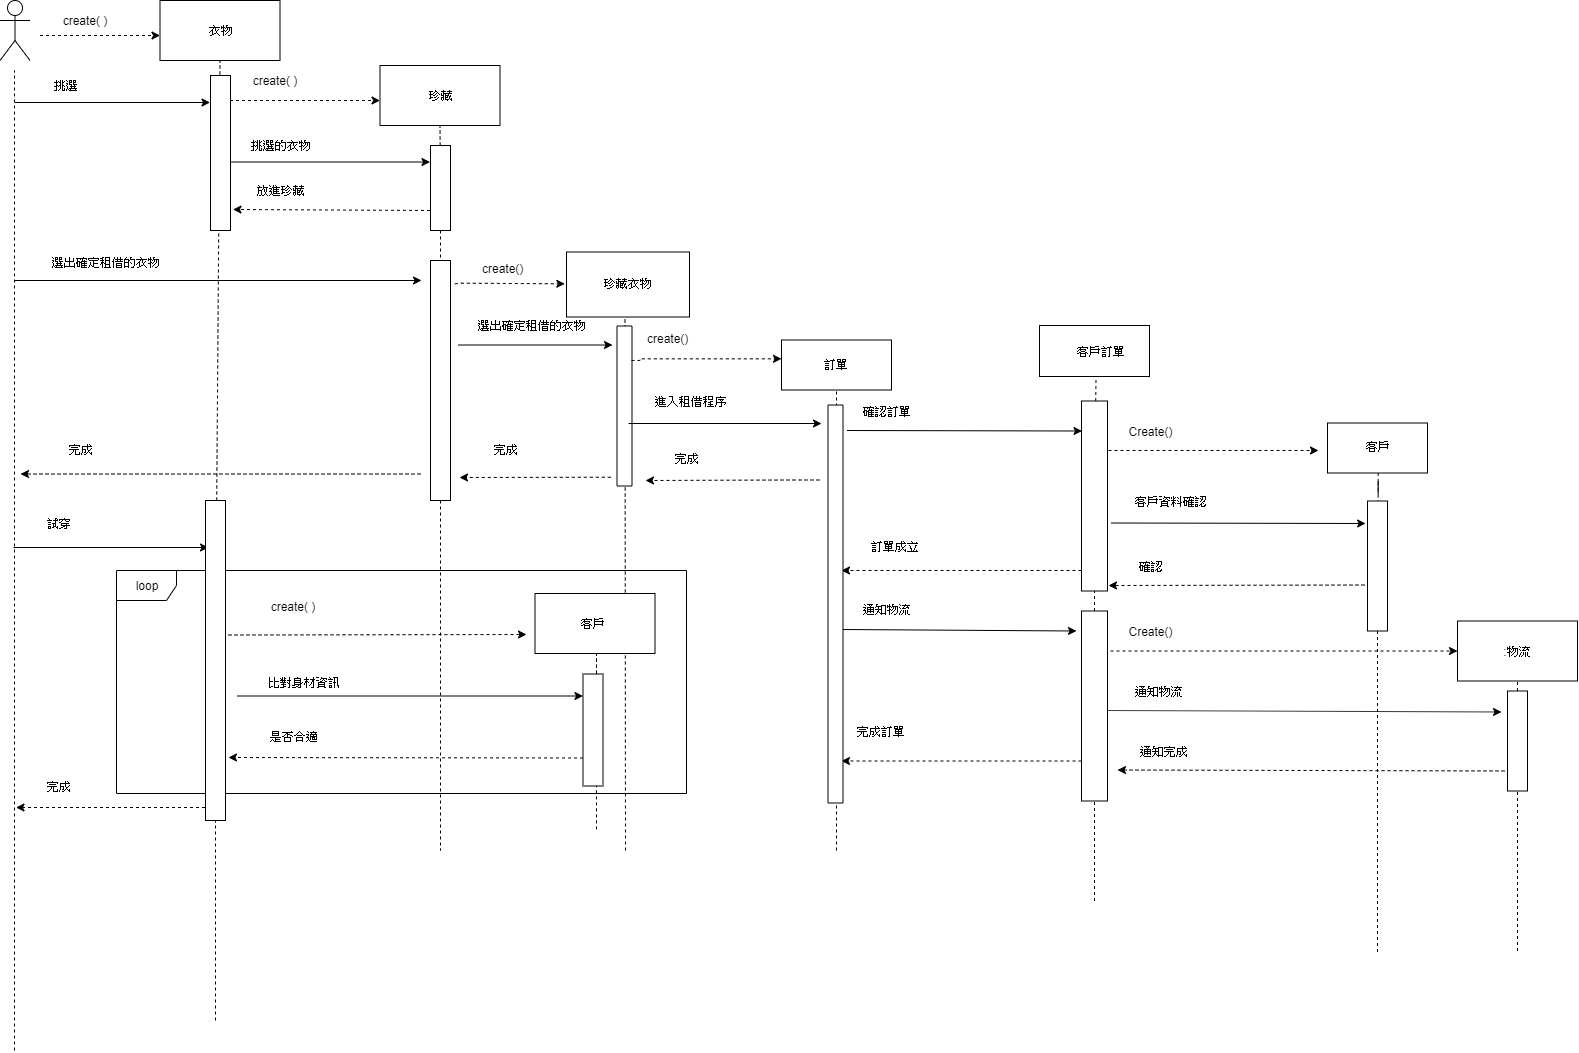 create( )
衣物
挑選
create( )
珍藏
挑選的衣物
放進珍藏
選出確定租借的衣物
create()
珍藏衣物
選出確定租借的衣物
create()
訂單
客戶訂單
進入租借程序
確認訂單
Create()
客戶
完成
完成
完成
客戶資料確認
試穿
訂單成立
確認
loop
create( )
客戶
通知物流
Create()
:物流
比對身材資訊
通知物流
是否合適
完成訂單
通知完成
完成